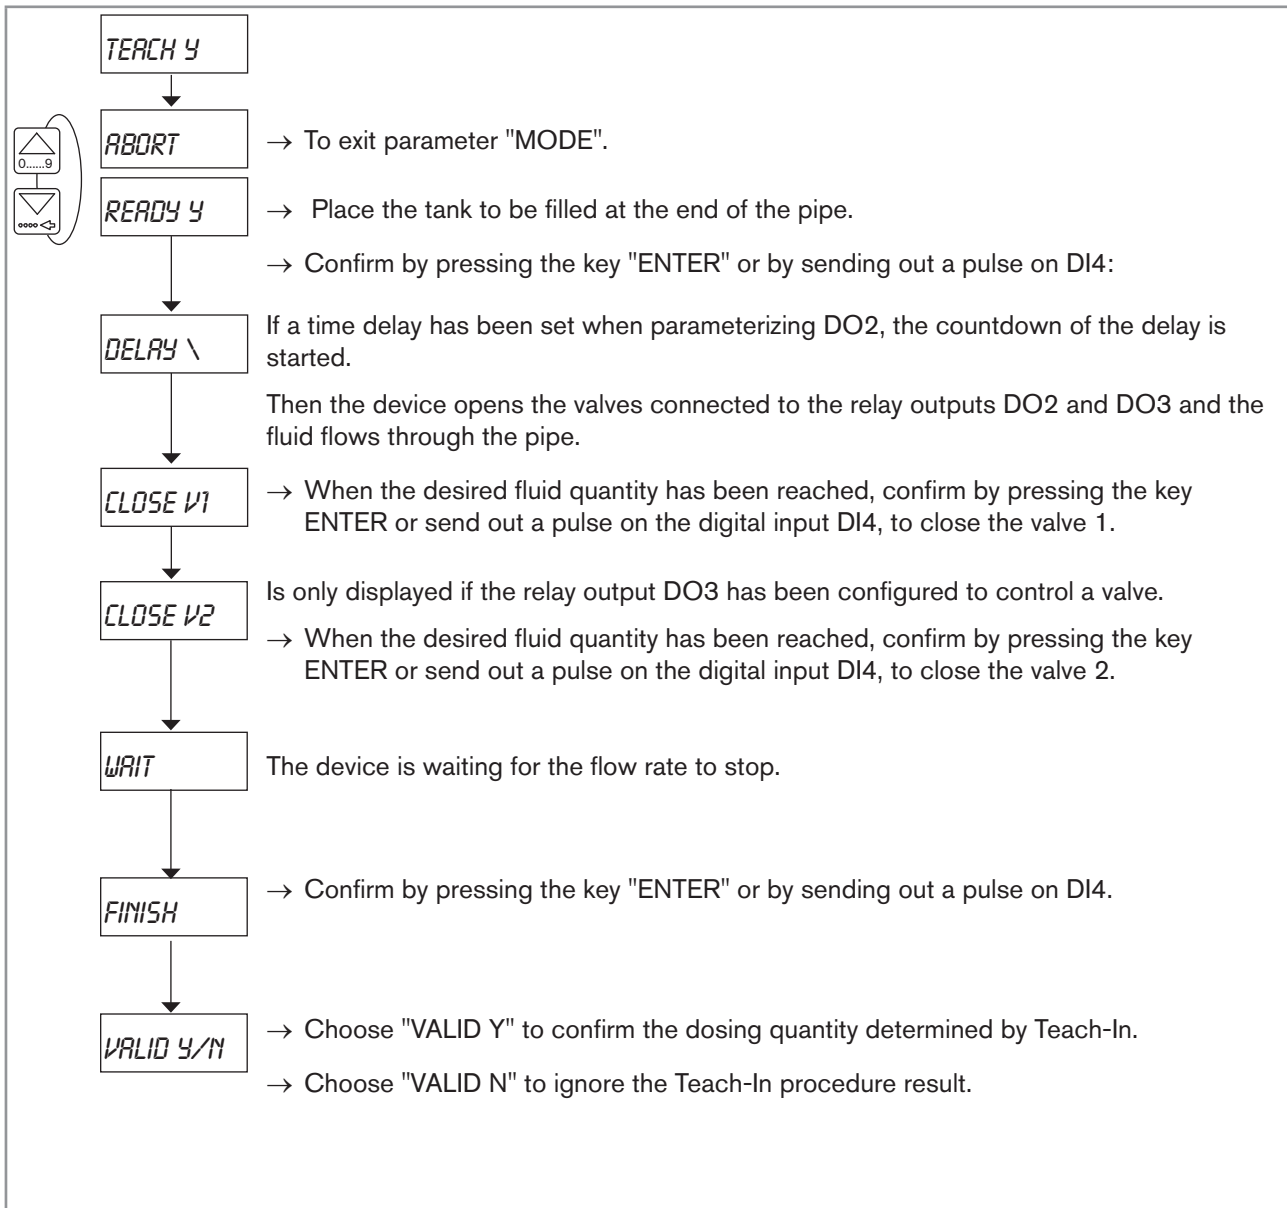 TEACH Y
ABORT
→ To exit parameter "MODE".
0......9
READY Y
→ Place the tank to be filled at the end of the pipe.
→ Confirm by pressing the key "ENTER" or by sending out a pulse on DI4:
DELAY \
If a time delay has been set when parameterizing DO2, the countdown of the delay is
started.
Then the device opens the valves connected to the relay outputs DO2 and DO3 and the
fluid flows through the pipe.
CLOSE V1
→ When the desired fluid quantity has been reached, confirm by pressing the key
ENTER or send out a pulse on the digital input DI4, to close the valve 1.
CLOSE V2
Is only displayed if the relay output DO3 has been configured to control a valve.
→ When the desired fluid quantity has been reached, confirm by pressing the key
ENTER or send out a pulse on the digital input DI4, to close the valve 2.
WAIT
The device is waiting for the flow rate to stop.
FINISH
→ Confirm by pressing the key "ENTER" or by sending out a pulse on DI4.
VALID Y/N
→ Choose "VALID Y" to confirm the dosing quantity determined by Teach-In.
→ Choose "VALID N" to ignore the Teach-In procedure result.